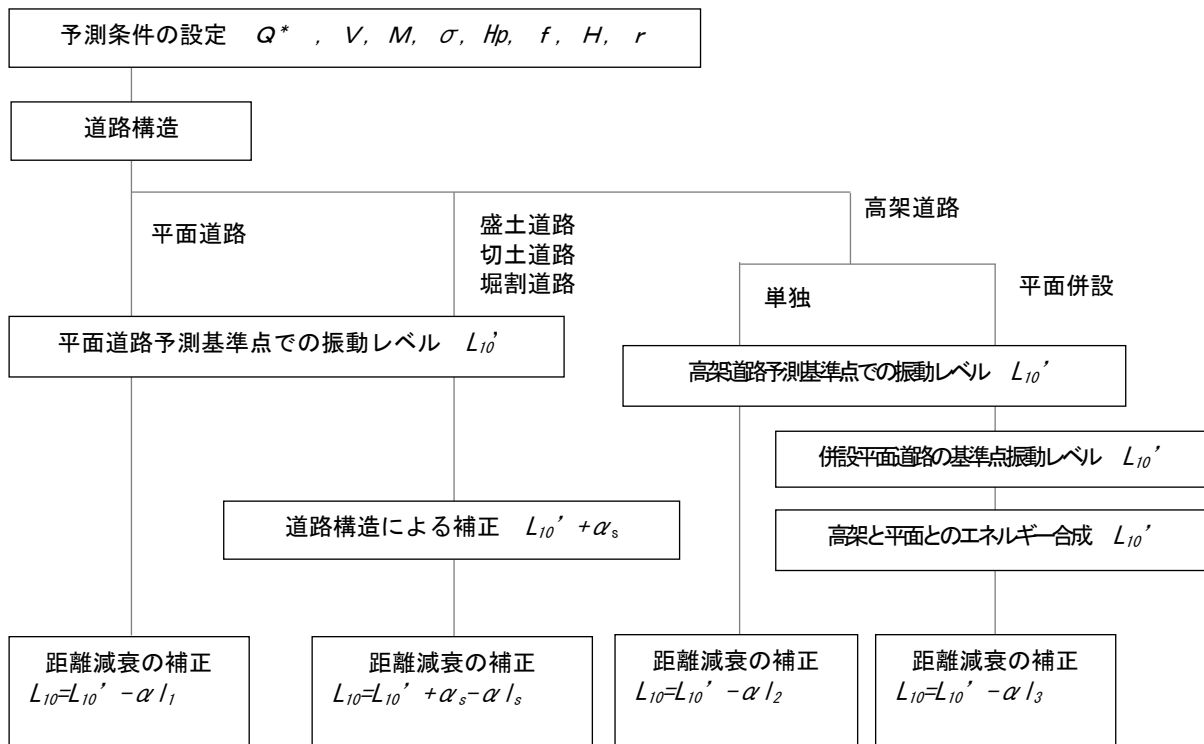 予測条件の設定 Q* , V, M, σ, Hp, f, H, r
道路構造
平面道路
盛土道路
切土道路
堀割道路
高架道路
単独
平面併設
平面道路予測基準点での振動レベル L10’
高架道路予測基準点での振動レベル L10’
併設平面道路の基準点振動レベル L10’
道路構造による補正 L10’ +αs
高架と平面とのエネルギー合成 L10’
距離減衰の補正
L10=L10’ -αl1
距離減衰の補正
L10=L10’ +αs-αls
距離減衰の補正
L10=L10’ -αl2
距離減衰の補正
L10=L10’ -αl3